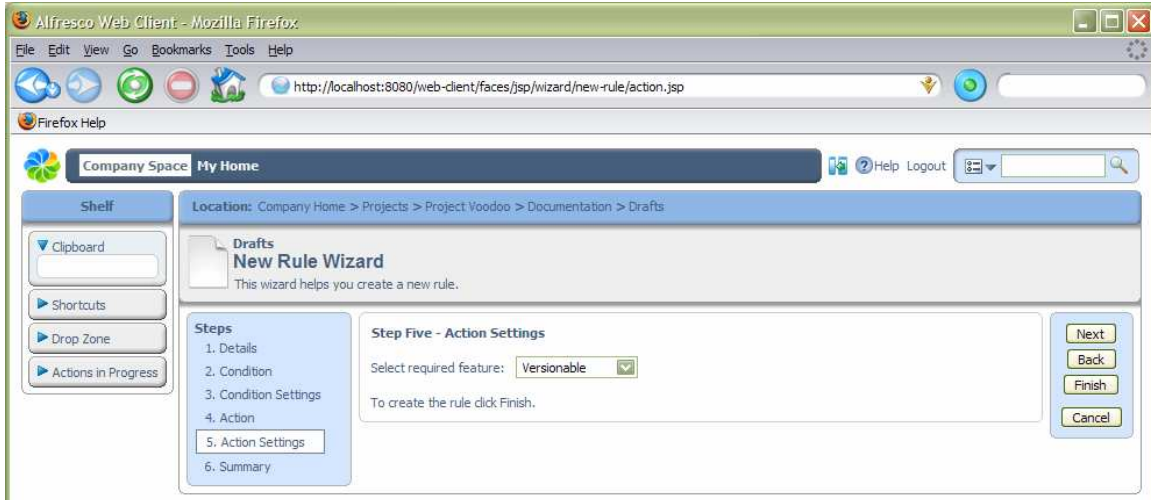 Alfresco Web Client - Mozilla Firefox
File Edit View Go Bookmarks Tools Help
http://localhost:8080/web-client/faces/jsp/wizard/new-rule/action.jsp
Firefox Help
Company Space My Home Help Logout
Shelf
Location: Company Home > Projects > Project Voodoo > Documentation > Drafts
Clipboard
Shortcuts
Drop Zone
Actions in Progress
Drafts
New Rule Wizard
This wizard helps you create a new rule.
Steps
1. Details
2. Condition
3. Condition Settings
4. Action
5. Action Settings
6. Summary
Step Five - Action Settings
Select required feature: Versionable
To create the rule click Finish.
Next
Back
Finish
Cancel